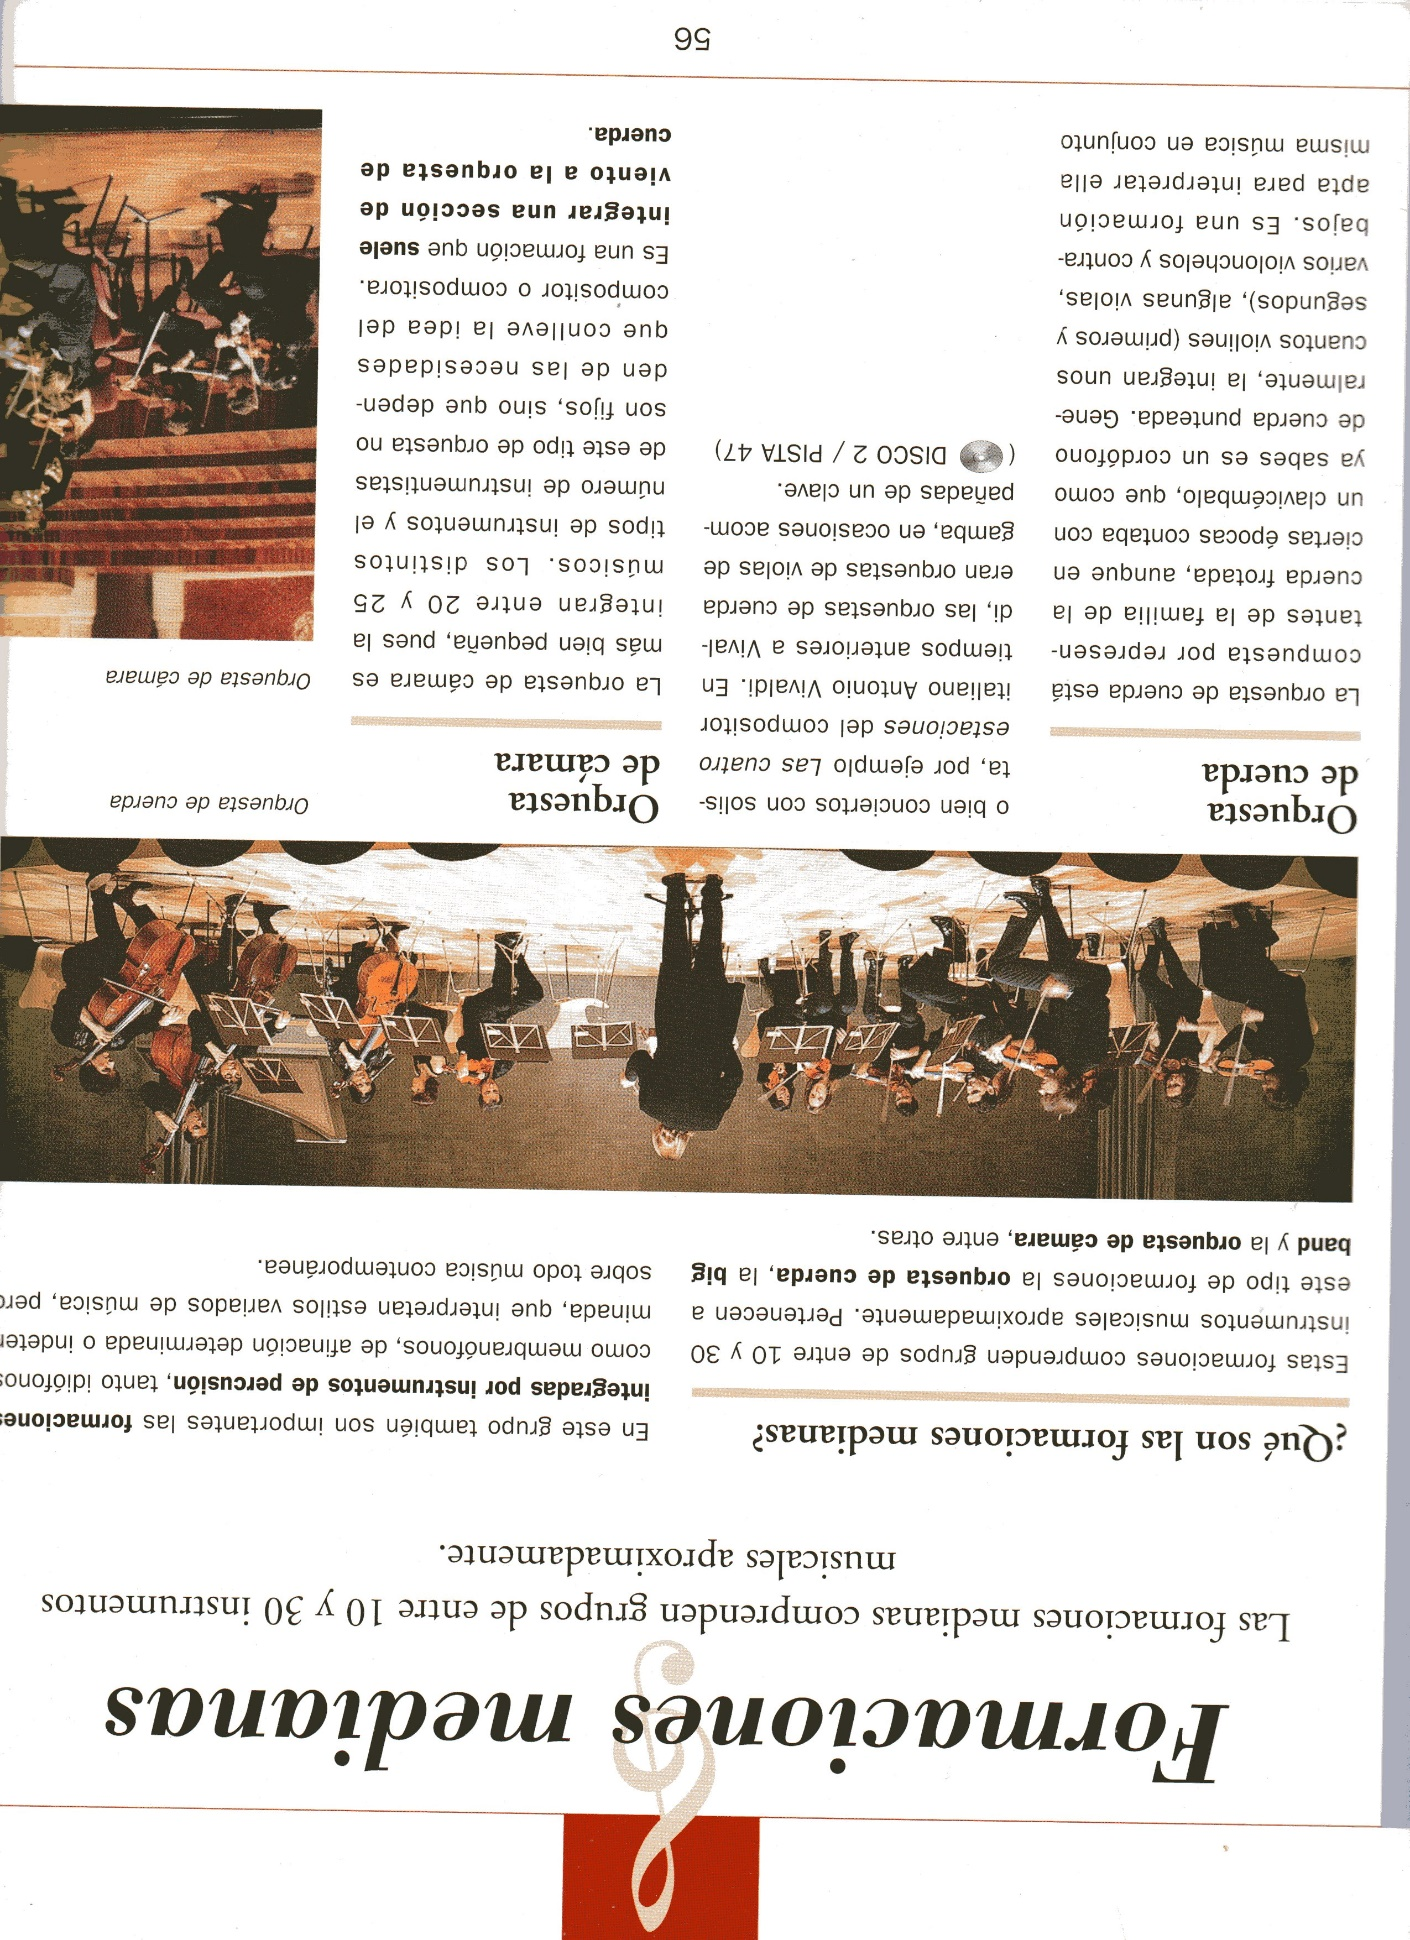 Formaciones medianas
Las formaciones medianas comprenden grupos de entre 10 y 30 instrumentos
musicales aproximadamente.
¿Qué son las formaciones medianas?
Estas formaciones comprenden grupos de entre 10 y 30
instrumentos musicales aproximadamente. Pertenecen a
este tipo de formaciones la orquesta de cuerda, la big
band y la orquesta de cámara, entre otras.
En este grupo también son importantes las formaciones
integradas por instrumentos de percusión, tanto idiófonos
como membranófonos, de afinación determinada o indeter
minada, que interpretan estilos variados de música, pero
sobre todo música contemporánea.
Orquesta
de cuerda
La orquesta de cuerda está
compuesta por represen-
tantes de la familia de la
cuerda frotada, aunque en
ciertas épocas contaba con
un clavicémbalo, que como
ya sabes es un cordófono
de cuerda punteada. Gene-
ralmente, la integran unos
cuantos violines (primeros y
segundos), algunas violas,
varios violonchelos y contra-
bajos. Es una formación
apta para interpretar ella
misma música en conjunto
o bien conciertos con solis-
ta, por ejemplo Las cuatro
estaciones del compositor
italiano Antonio Vivaldi. En
tiempos anteriores a Vival-
di, las orquestas de cuerda
eran orquestas de violas de
gamba, en ocasiones acom-
pañadas de un clave.
( DISCO 2 / PISTA 47)
Orquesta
de cámara
La orquesta de cámara es
más bien pequeña, pues la
integran entre 20 y 25
músicos. Los distintos
tipos de instrumentos y el
número de instrumentistas
de este tipo de orquesta no
son fijos, sino que depen-
den de las necesidades
que conlleve la idea del
compositor o compositora.
Es una formación que suele
integrar una sección de
viento a la orquesta de
cuerda.
Orquesta de cuerda
Orquesta de cámara
56